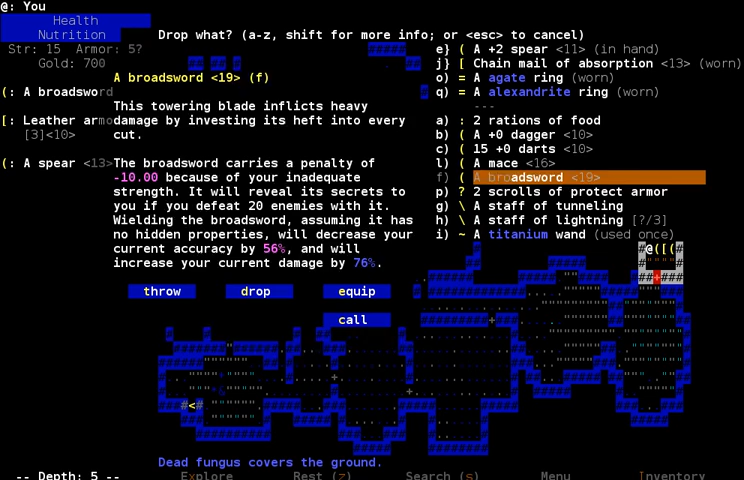 @: You
Health
Nutrition
Str: 15 Armor: 5?
Gold: 700
Drop what? (a-z, shift for more info; or <esc> to cancel)
(: A broadsword
[: Leather armo
[3]<10>
(: A spear <13>
A broadsword <19> (f)
This towering blade inflicts heavy
damage by investing its heft into every
cut.
The broadsword carries a penalty of
-10.00 because of your inadequate
strength. It will reveal its secrets to
you if you defeat 20 enemies with it.
Wielding the broadsword, assuming it has
no hidden properties, will decrease your
current accuracy by 56%, and will
increase your current damage by 76%.
throw drop equip
call
e} ( A +2 spear <11> (in hand)
j} [ Chain mail of absorption <13> (worn)
o) = A agate ring (worn)
q) = A alexandrite ring (worn)
---
a) : 2 rations of food
b) ( A +0 dagger <10>
c) ( 15 +0 darts <10>
l) ( A mace <16>
f) ( A broadsword <19>
p) ? 2 scrolls of protect armor
g) \ A staff of tunneling
h) \ A staff of lightning [?/3]
i) ~ A titanium wand (used once)
Dead fungus covers the ground.
-- Depth: 5 -- Explore Rest (z) Search (s) Menu Inventory